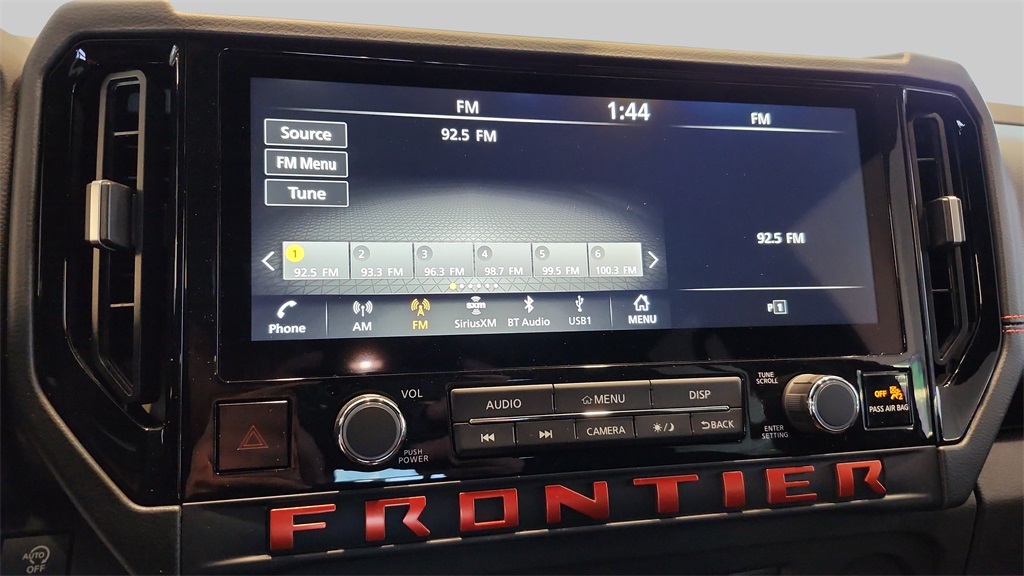 FM 1:44 FM
Source
92.5 FM
FM Menu
Tune
92.5 FM
1 2 3 4 5 6
92.5 FM 93.3 FM 96.3 FM 98.7 FM 99.5 FM 100.3 FM
Phone AM FM SiriusXM BT Audio USB1 MENU
sxm
P 1
VOL
PUSH
POWER
AUDIO MENU DISP
CAMERA BACK
TUNE
SCROLL
ENTER
SETTING
OFF
PASS AIR BAG
FRONTIER
AUTO
OFF